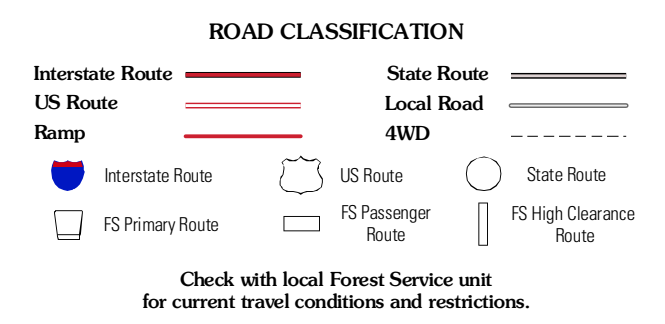 ROAD CLASSIFICATION
Interstate Route
State Route
US Route
Local Road
Ramp
4WD
Interstate Route
US Route
State Route
FS Primary Route
FS Passenger
Route
FS High Clearance
Route
Check with local Forest Service unit
for current travel conditions and restrictions.